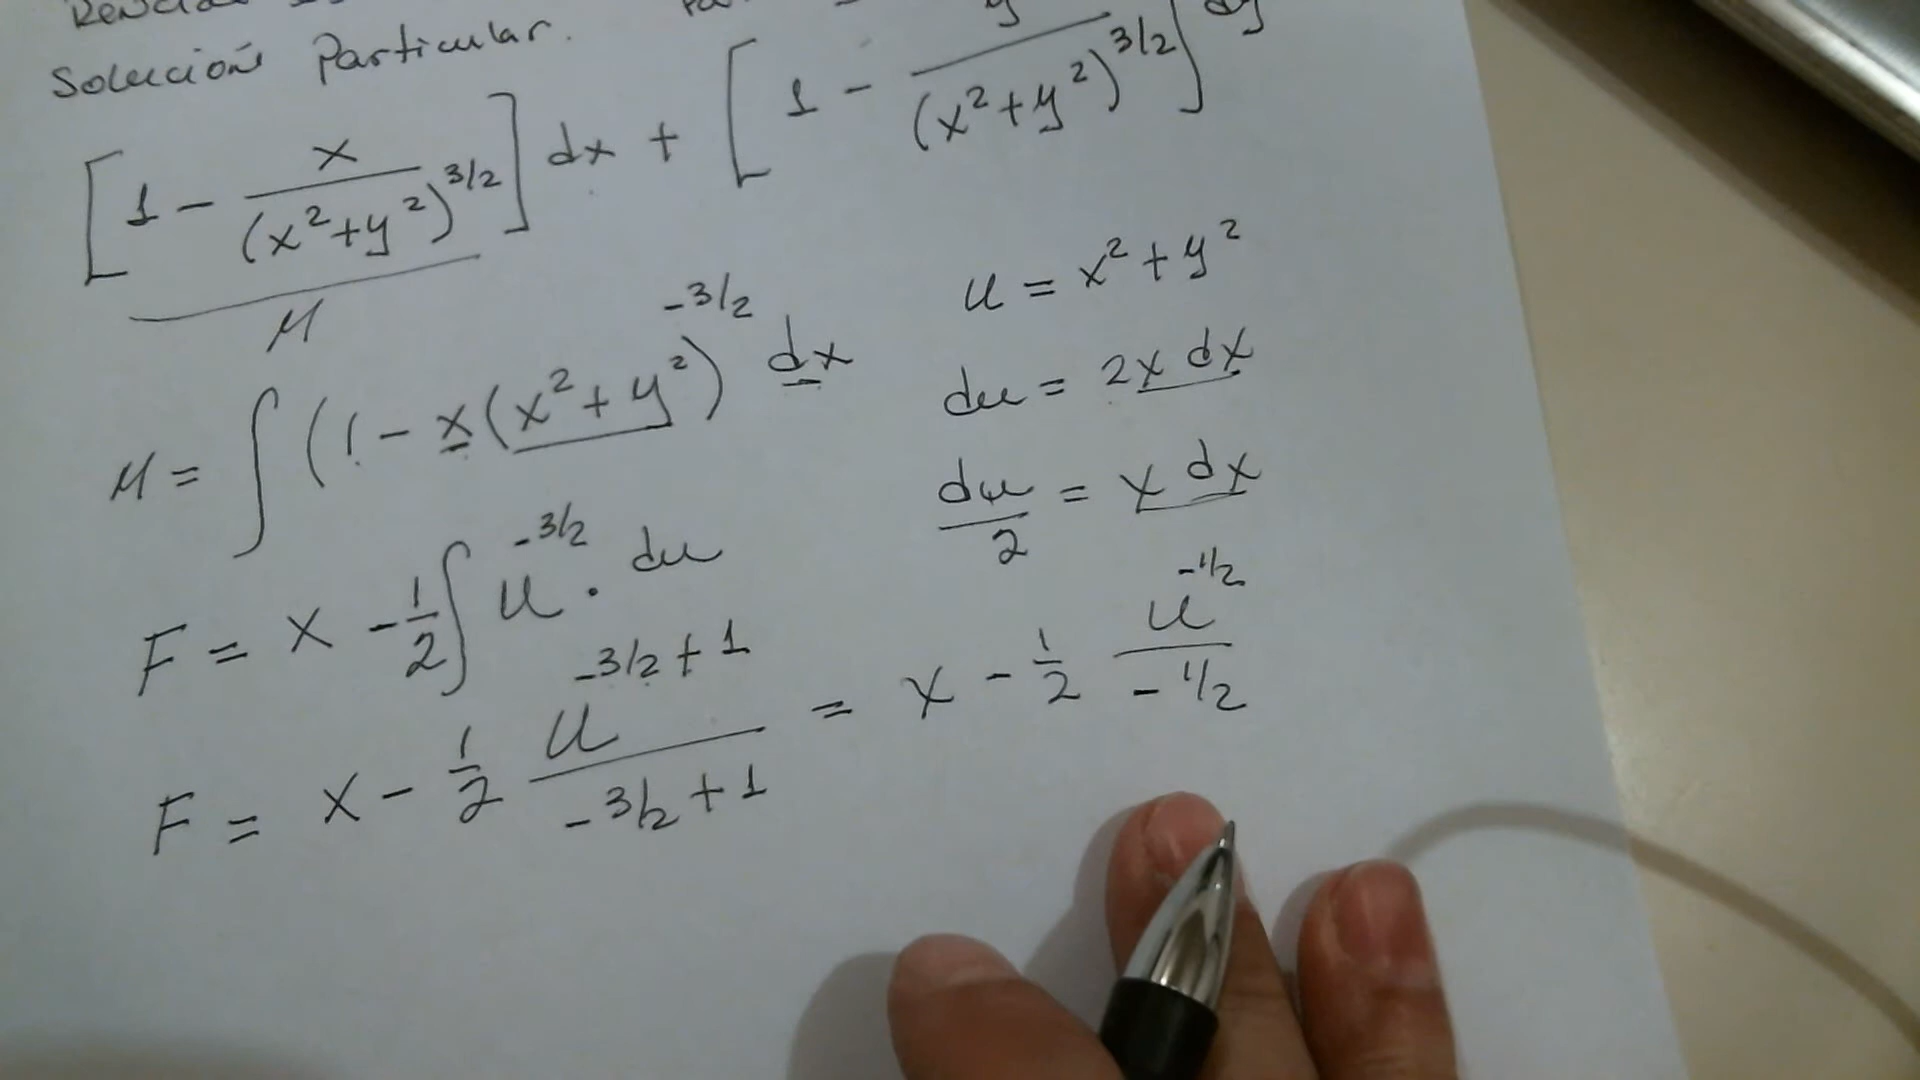 Solución Particular.
[1 - x/(x²+y²)^3/2] dx + [1 - y/(x²+y²)^3/2] dy
M
u = x²+y²
M = ∫(1 - x(x²+y²)^-3/2 dx
du = 2x dx
du/2 = x dx
F = x - 1/2 ∫ u^-3/2 · du
F = x - 1/2 u^-3/2+1/-3/2+1 = x - 1/2 u^-1/2/-1/2